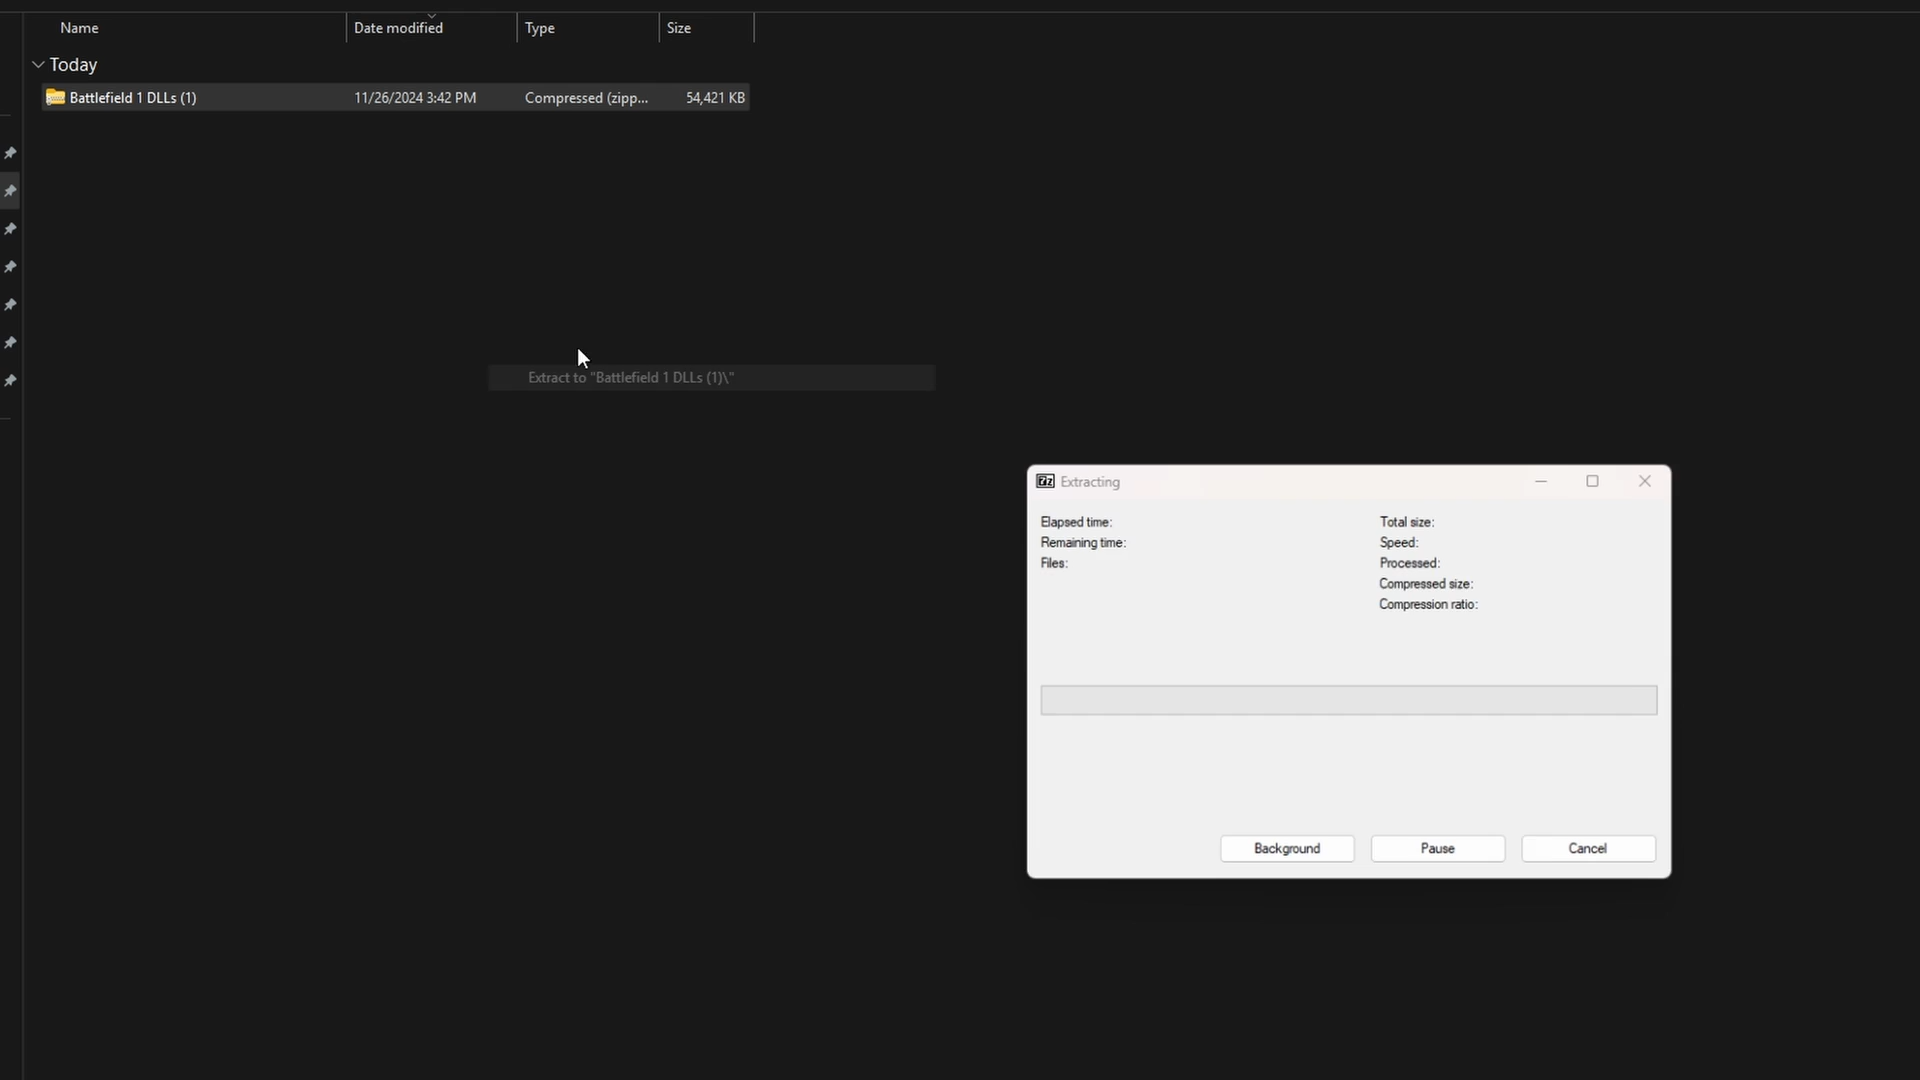 Name Date modified Type Size
Today
Battlefield 1 DLLs (1) 11/26/2024 3:42 PM Compressed (zipp... 54,421 KB
Extract to "Battlefield 1 DLLs (1)\"
7z Extracting
Elapsed time: Total size:
Remaining time: Speed:
Files: Processed:
Compressed size:
Compression ratio:
Background Pause Cancel